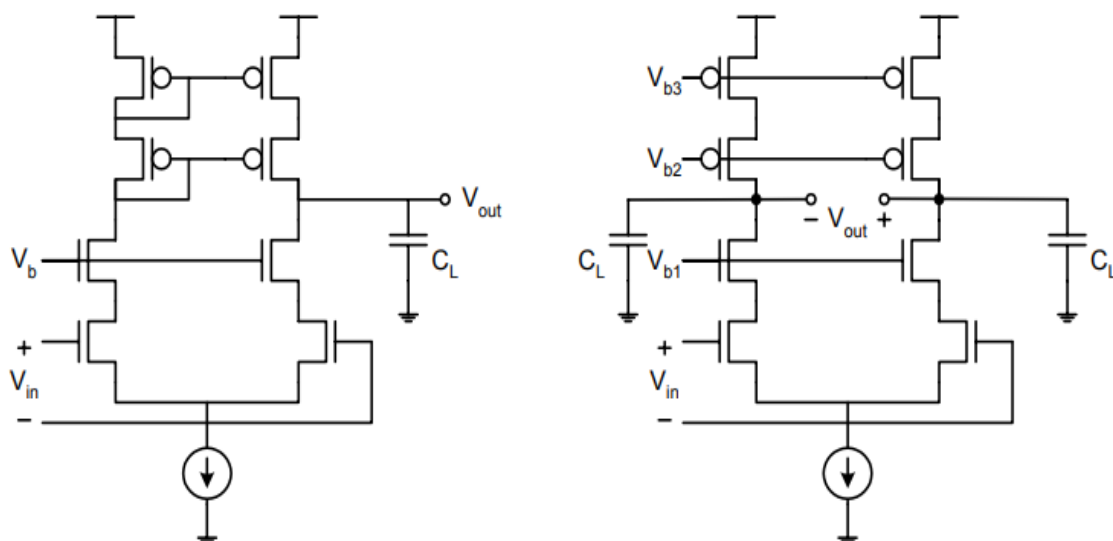 V_b
+
V_in
−
V_out
C_L
V_b3
V_b2
− V_out +
C_L
V_b1
C_L
+
V_in
−